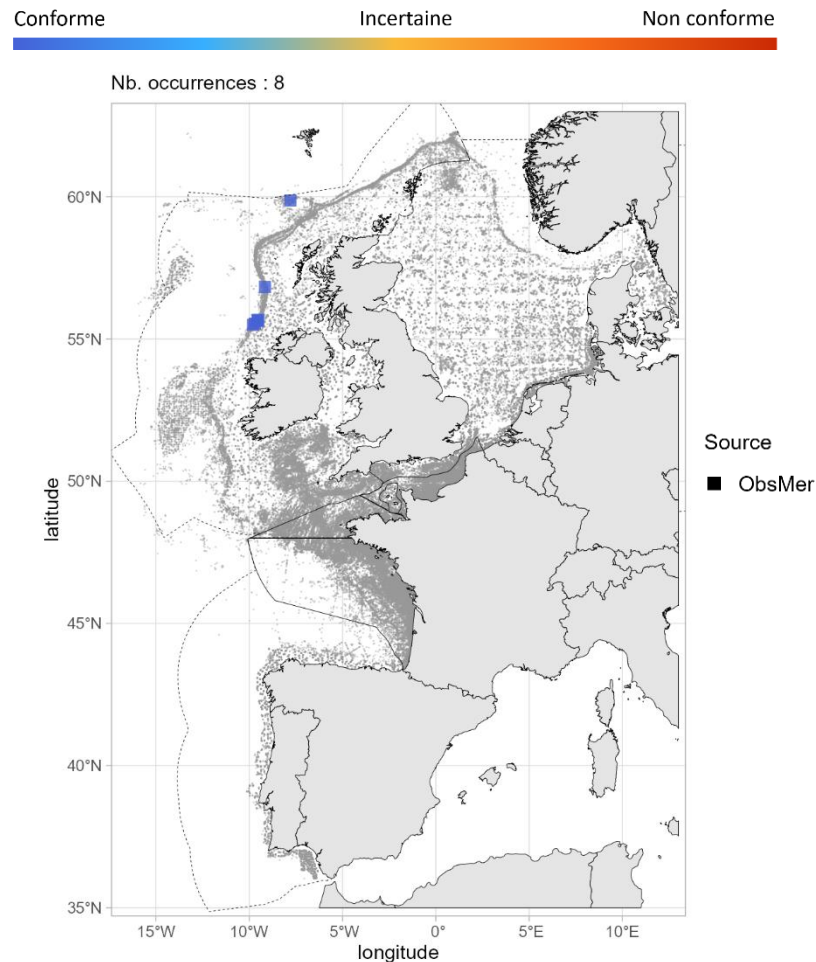 Conforme Incertaine Non conforme
Nb. occurrences : 8
60°N
55°N
50°N
45°N
40°N
35°N
latitude
15°W 10°W 5°W 0° 5°E 10°E
longitude
Source
ObsMer